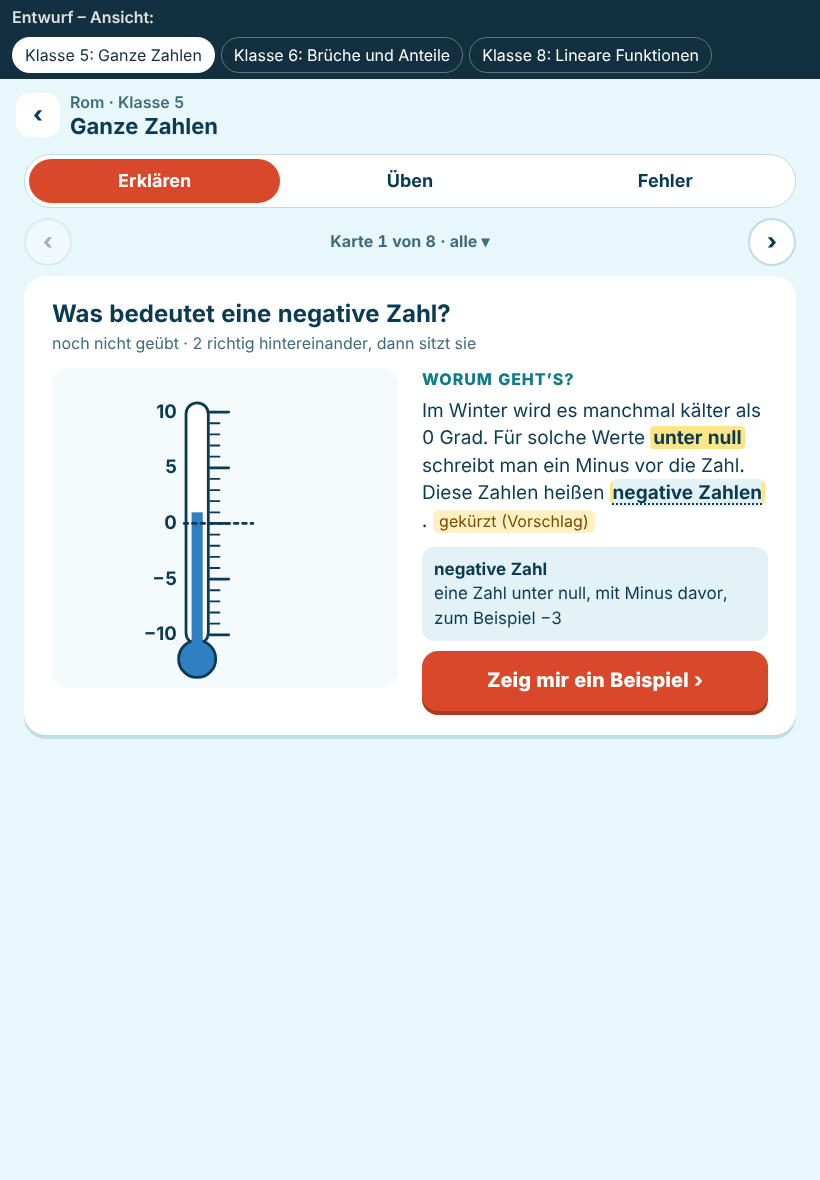 Entwurf – Ansicht:
Klasse 5: Ganze Zahlen
Klasse 6: Brüche und Anteile
Klasse 8: Lineare Funktionen
‹
Rom · Klasse 5
Ganze Zahlen
Erklären
Üben
Fehler
‹
Karte 1 von 8 · alle ▾
›
Was bedeutet eine negative Zahl?
noch nicht geübt · 2 richtig hintereinander, dann sitzt sie
10
5
0
−5
−10
WORUM GEHT’S?
Im Winter wird es manchmal kälter als
0 Grad. Für solche Werte unter null
schreibt man ein Minus vor die Zahl.
Diese Zahlen heißen negative Zahlen
. gekürzt (Vorschlag)
negative Zahl
eine Zahl unter null, mit Minus davor,
zum Beispiel −3
Zeig mir ein Beispiel ›